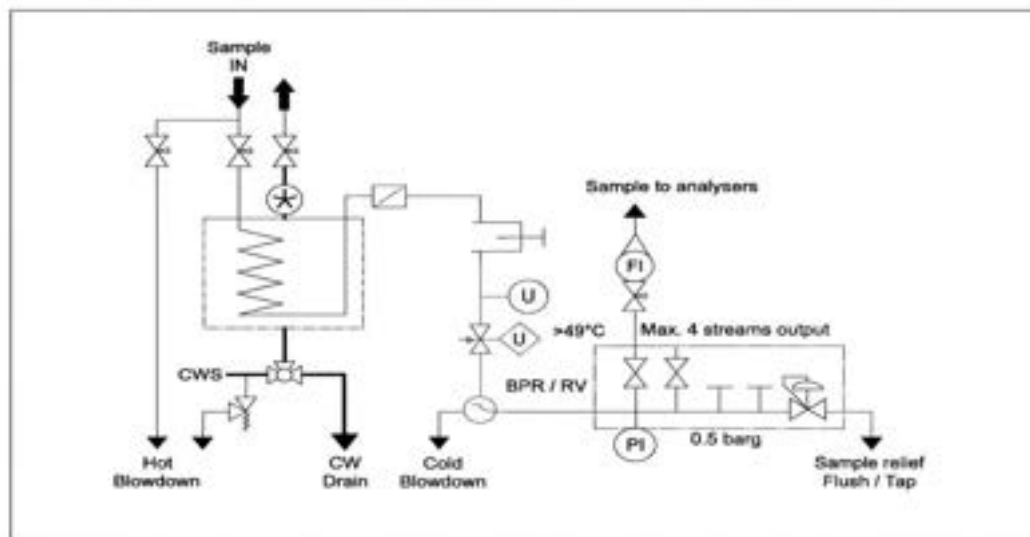 Sample
IN
Sample to analysers
FI
U
U
>49°C
Max. 4 streams output
CWS
BPR / RV
0.5 barg
PI
Hot
Blowdown
CW
Drain
Cold
Blowdown
Sample relief
Flush / Tap